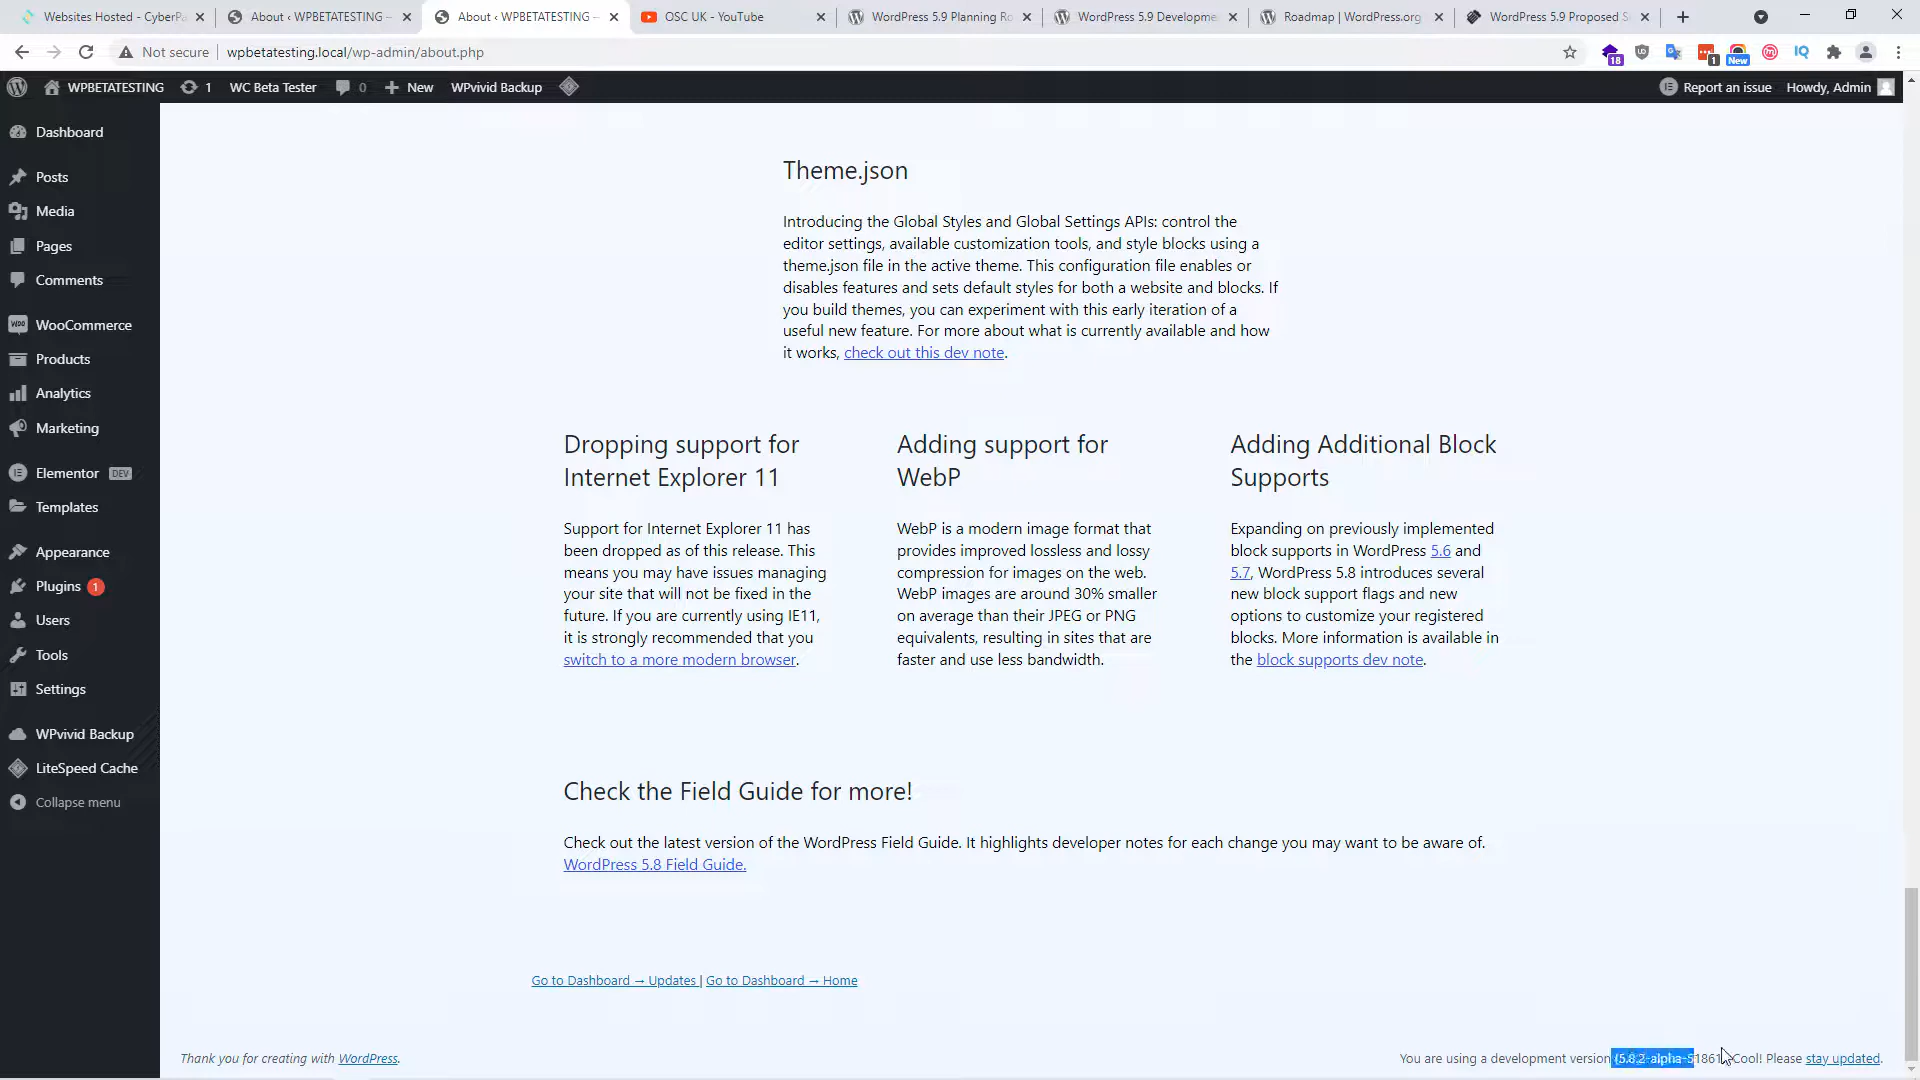 Websites Hosted - CyberPa
About ‹ WPBETATESTING –
About ‹ WPBETATESTING –
OSC UK - YouTube
WordPress 5.9 Planning Ro
WordPress 5.9 Developme
Roadmap | WordPress.org
WordPress 5.9 Proposed S
Not secure
wpbetatesting.local/wp-admin/about.php
18
1
New
IQ
WPBETATESTING
1
WC Beta Tester
0
New
WPvivid Backup
Report an issue
Howdy, Admin
Dashboard
Posts
Media
Pages
Comments
WooCommerce
Products
Analytics
Marketing
Elementor DEV
Templates
Appearance
Plugins 1
Users
Tools
Settings
WPvivid Backup
LiteSpeed Cache
Collapse menu
Theme.json
Introducing the Global Styles and Global Settings APIs: control the
editor settings, available customization tools, and style blocks using a
theme.json file in the active theme. This configuration file enables or
disables features and sets default styles for both a website and blocks. If
you build themes, you can experiment with this early iteration of a
useful new feature. For more about what is currently available and how
it works, check out this dev note.
Dropping support for
Internet Explorer 11
Support for Internet Explorer 11 has
been dropped as of this release. This
means you may have issues managing
your site that will not be fixed in the
future. If you are currently using IE11,
it is strongly recommended that you
switch to a more modern browser.
Adding support for
WebP
WebP is a modern image format that
provides improved lossless and lossy
compression for images on the web.
WebP images are around 30% smaller
on average than their JPEG or PNG
equivalents, resulting in sites that are
faster and use less bandwidth.
Adding Additional Block
Supports
Expanding on previously implemented
block supports in WordPress 5.6 and
5.7, WordPress 5.8 introduces several
new block support flags and new
options to customize your registered
blocks. More information is available in
the block supports dev note.
Check the Field Guide for more!
Check out the latest version of the WordPress Field Guide. It highlights developer notes for each change you may want to be aware of.
WordPress 5.8 Field Guide.
Go to Dashboard → Updates | Go to Dashboard → Home
Thank you for creating with WordPress.
You are using a development version (5.8.2-alpha-51861). Cool! Please stay updated.